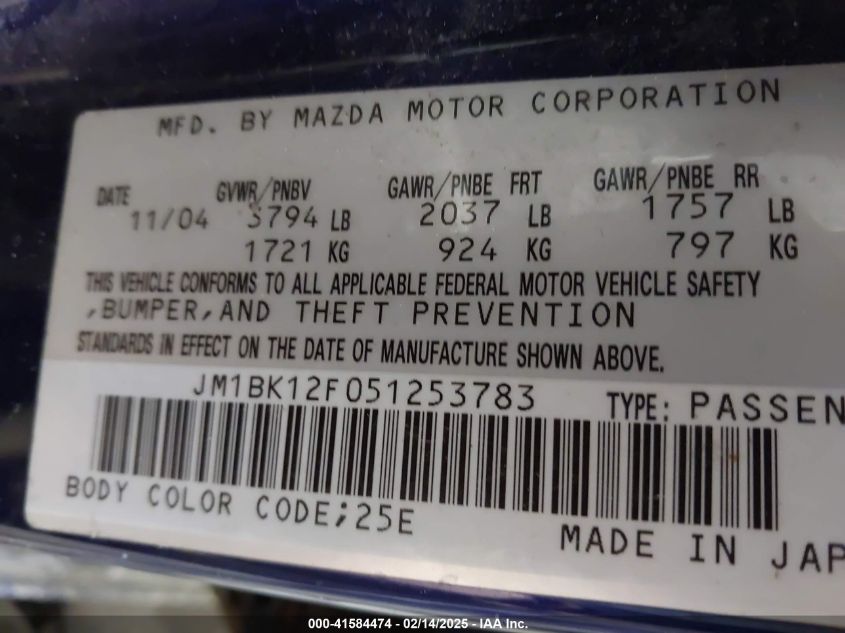 MFD. BY MAZDA MOTOR CORPORATION
DATE GVWR/PNBV GAWR/PNBE FRT GAWR/PNBE RR
11/04 3794 LB 2037 LB 1757 LB
1721 KG 924 KG 797 KG
THIS VEHICLE CONFORMS TO ALL APPLICABLE FEDERAL MOTOR VEHICLE SAFETY
,BUMPER,AND THEFT PREVENTION
STANDARDS IN EFFECT ON THE DATE OF MANUFACTURE SHOWN ABOVE.
JM1BK12F051253783 TYPE: PASSEN
BODY COLOR CODE;25E
MADE IN JAP
000-41584474 - 02/14/2025 - IAA Inc.